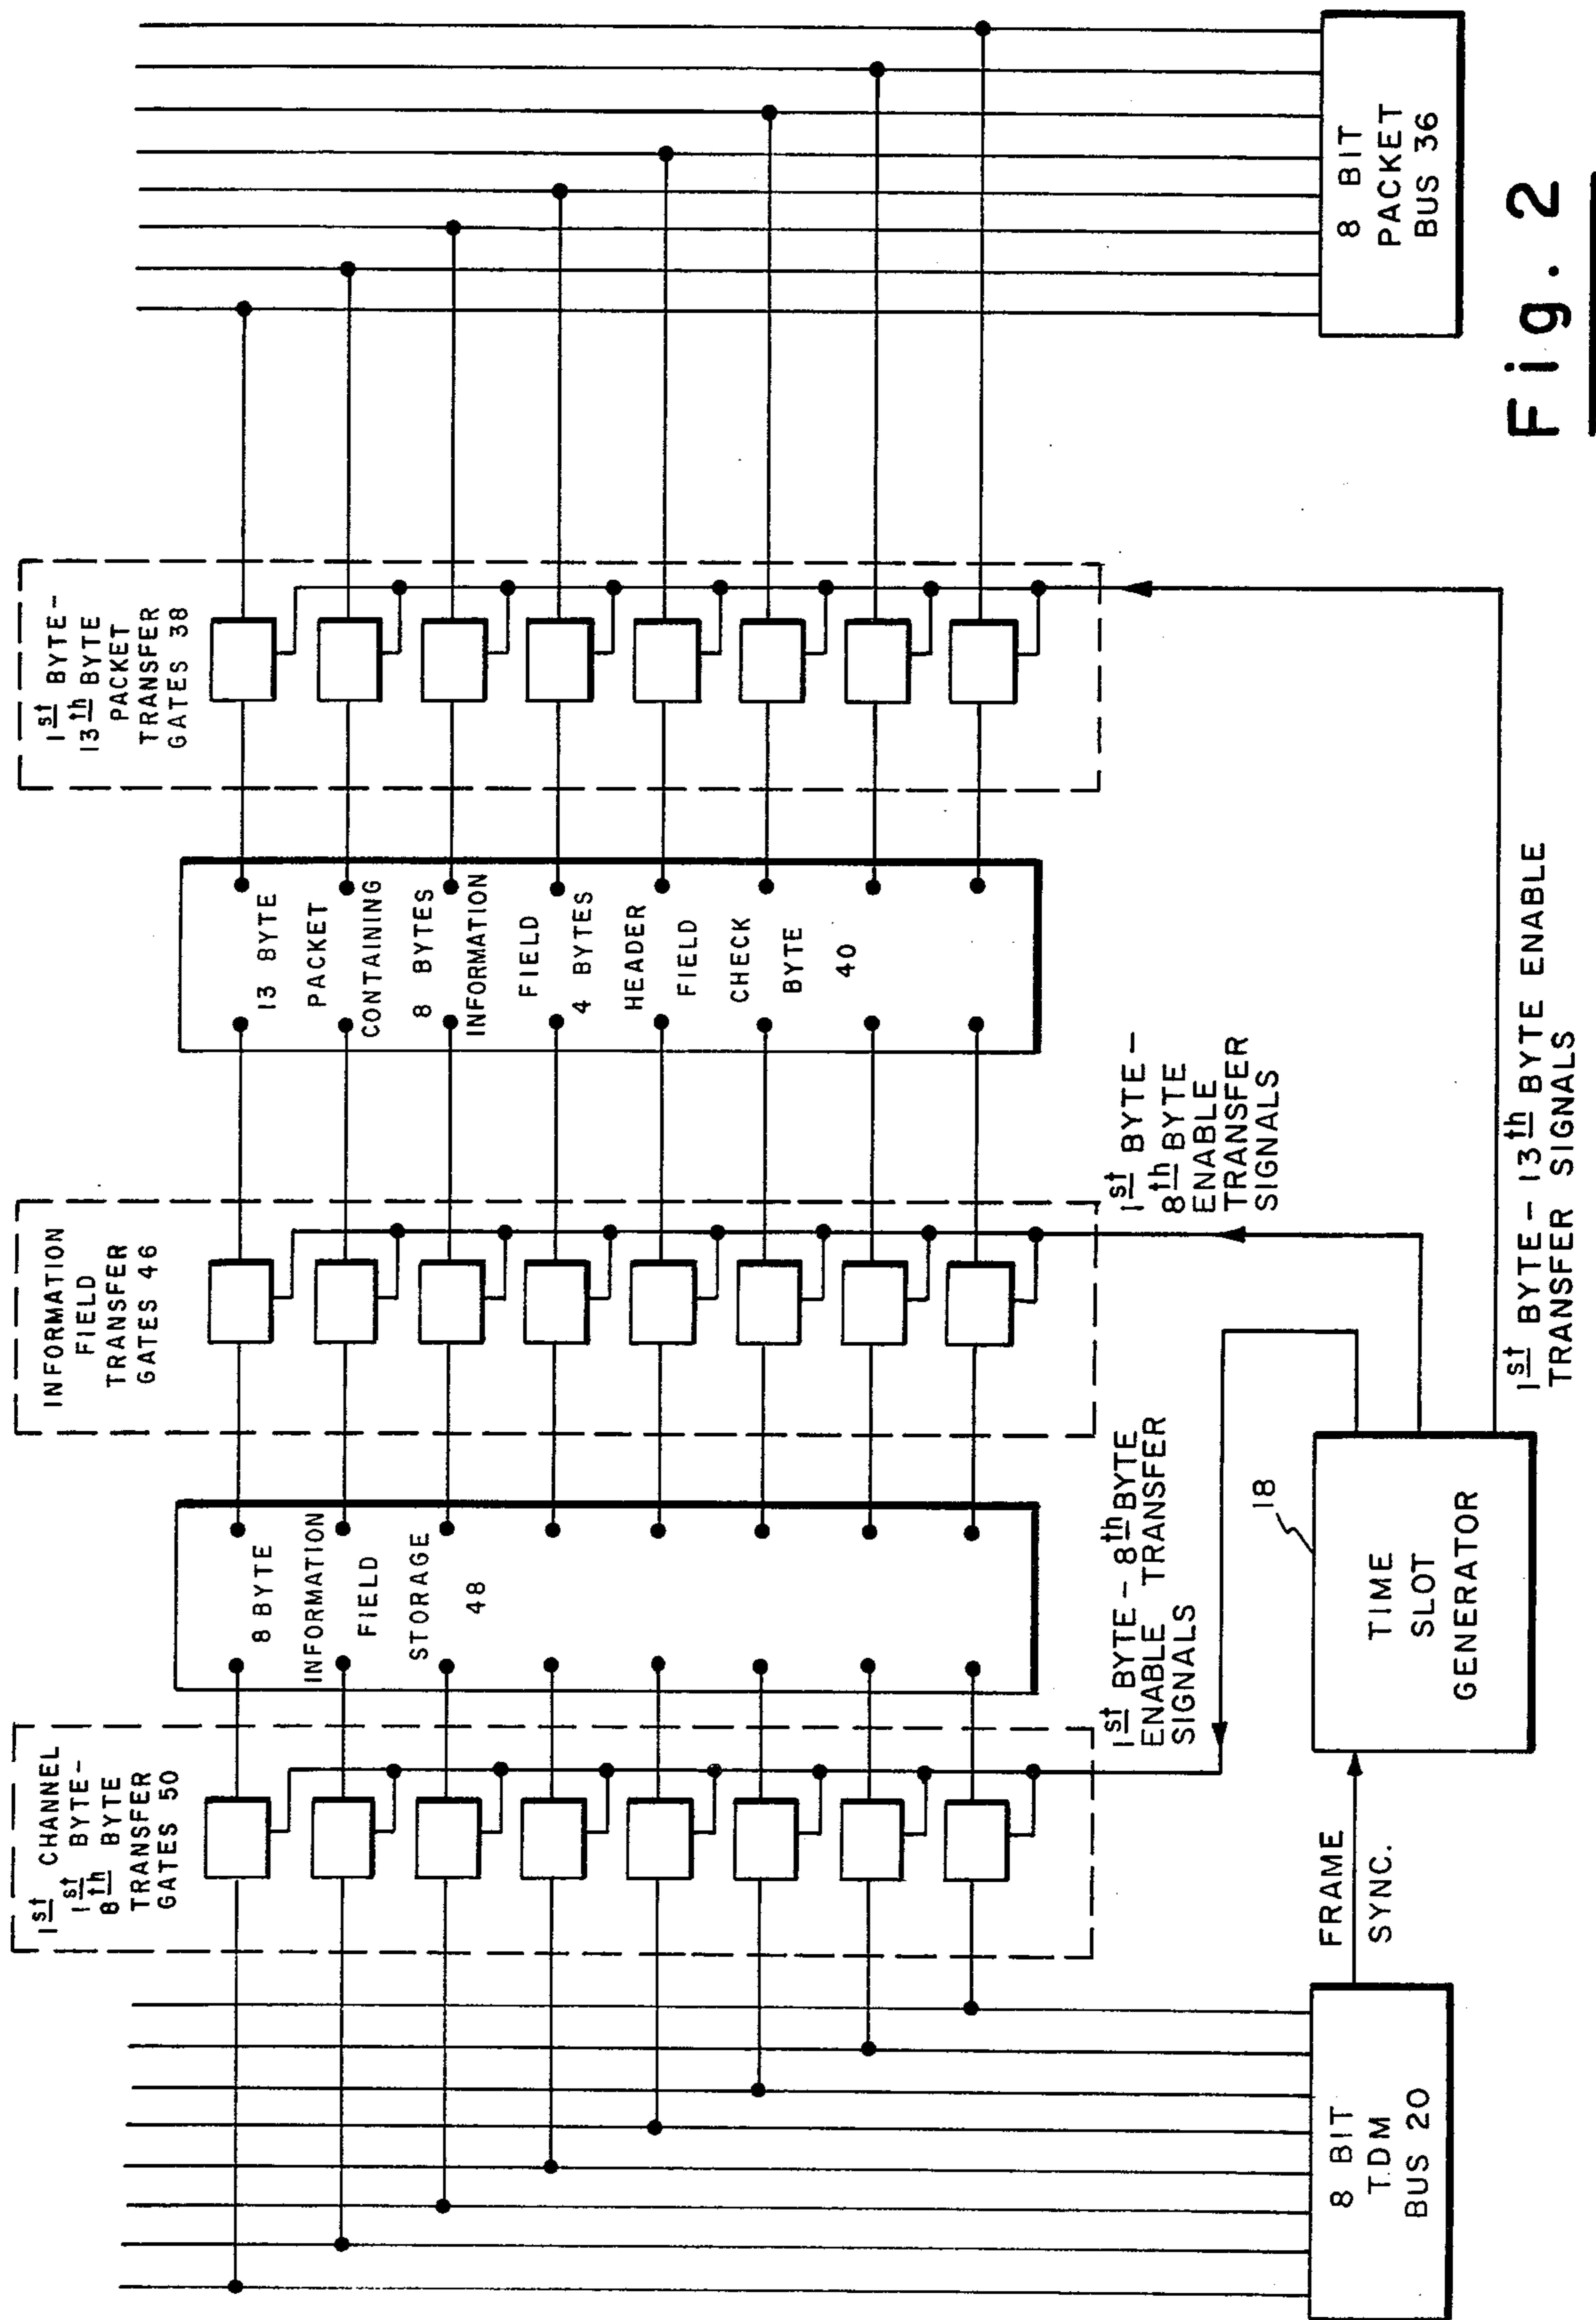 1st CHANNEL
1st BYTE-
8th BYTE
TRANSFER
GATES 50
INFORMATION
FIELD
TRANSFER
GATES 46
1st BYTE-
13th BYTE
PACKET
TRANSFER
GATES 38
8 BYTE
INFORMATION
FIELD
STORAGE
48
13 BYTE
PACKET
CONTAINING
8 BYTES
INFORMATION
FIELD
4 BYTES
HEADER
FIELD
CHECK
BYTE
40
1st BYTE-8th BYTE
ENABLE TRANSFER
SIGNALS
1st BYTE-
8th BYTE
ENABLE
TRANSFER
SIGNALS
8 BIT
T.D.M
BUS 20
FRAME
SYNC.
18
TIME
SLOT
GENERATOR
1st BYTE-13th BYTE ENABLE
TRANSFER SIGNALS
8 BIT
PACKET
BUS 36
Fig. 2